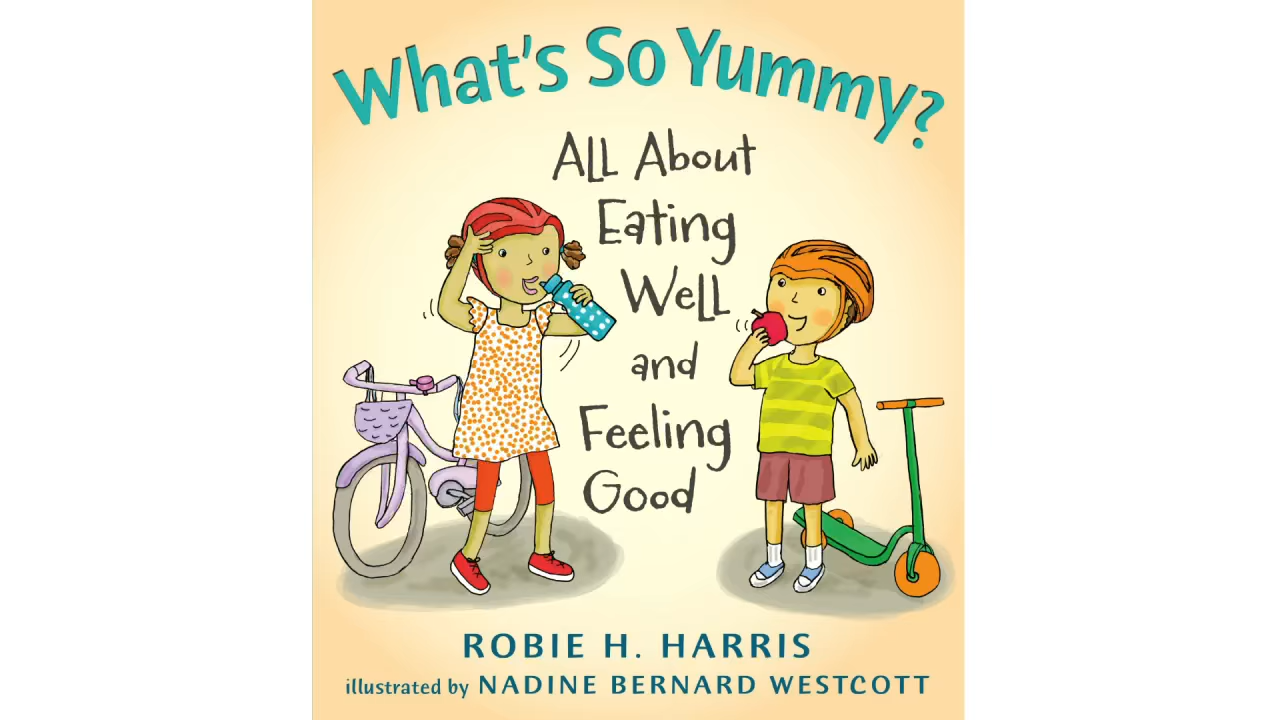 What's So Yummy?
All About
Eating
Well
and
Feeling
Good
ROBIE H. HARRIS
illustrated by NADINE BERNARD WESTCOTT